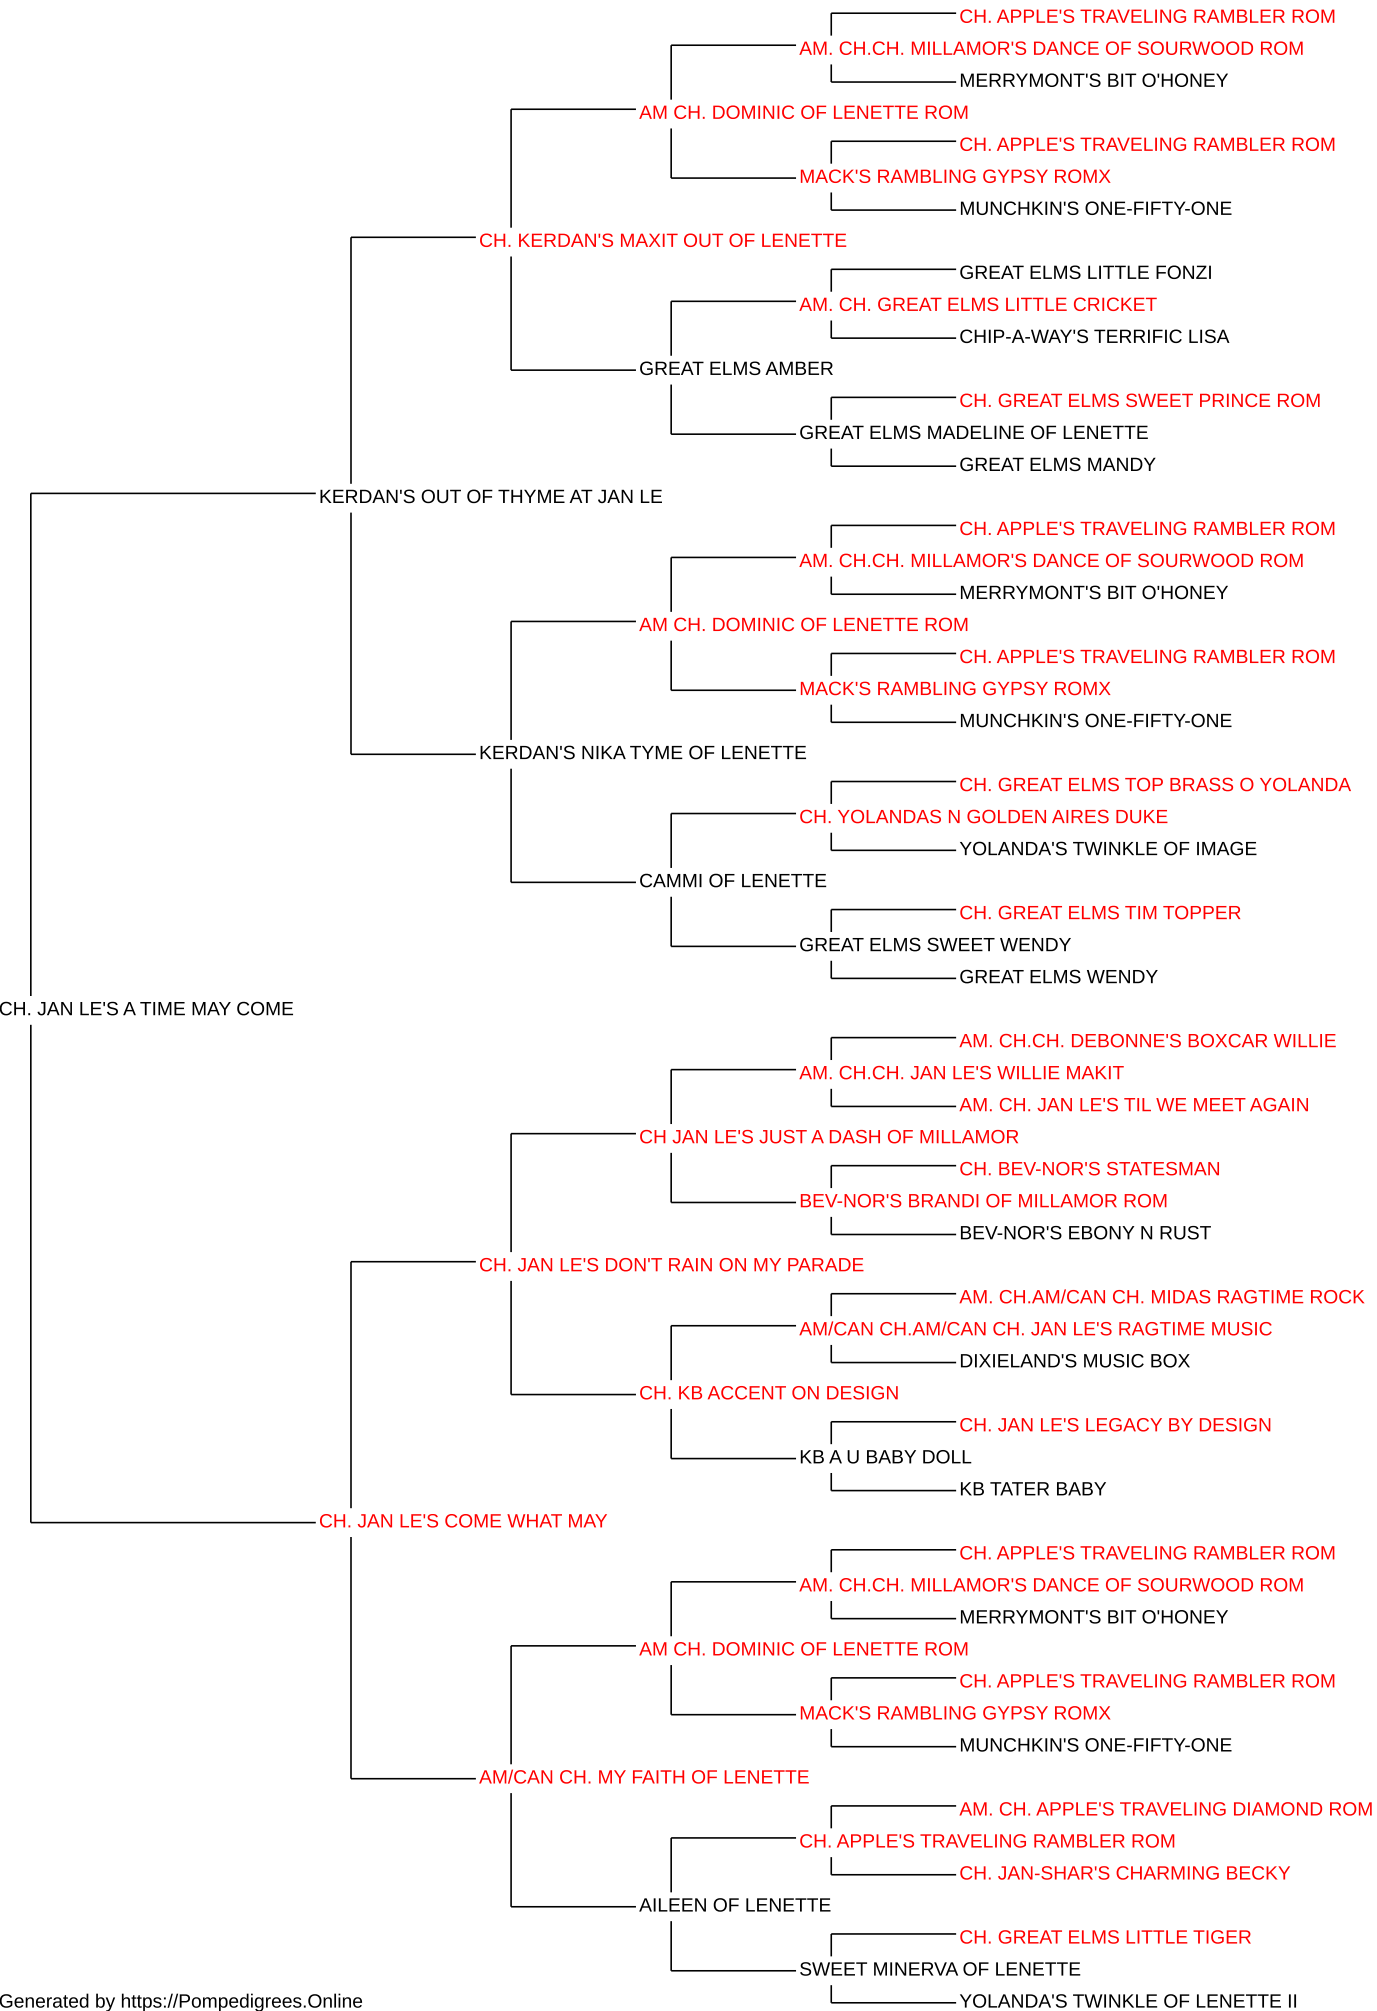 CH. APPLE'S TRAVELING RAMBLER ROM
AM. CH.CH. MILLAMOR'S DANCE OF SOURWOOD ROM
MERRYMONT'S BIT O'HONEY
AM CH. DOMINIC OF LENETTE ROM
CH. APPLE'S TRAVELING RAMBLER ROM
MACK'S RAMBLING GYPSY ROMX
MUNCHKIN'S ONE-FIFTY-ONE
CH. KERDAN'S MAXIT OUT OF LENETTE
GREAT ELMS LITTLE FONZI
AM. CH. GREAT ELMS LITTLE CRICKET
CHIP-A-WAY'S TERRIFIC LISA
GREAT ELMS AMBER
CH. GREAT ELMS SWEET PRINCE ROM
GREAT ELMS MADELINE OF LENETTE
GREAT ELMS MANDY
KERDAN'S OUT OF THYME AT JAN LE
CH. APPLE'S TRAVELING RAMBLER ROM
AM. CH.CH. MILLAMOR'S DANCE OF SOURWOOD ROM
MERRYMONT'S BIT O'HONEY
AM CH. DOMINIC OF LENETTE ROM
CH. APPLE'S TRAVELING RAMBLER ROM
MACK'S RAMBLING GYPSY ROMX
MUNCHKIN'S ONE-FIFTY-ONE
KERDAN'S NIKA TYME OF LENETTE
CH. GREAT ELMS TOP BRASS O YOLANDA
CH. YOLANDAS N GOLDEN AIRES DUKE
YOLANDA'S TWINKLE OF IMAGE
CAMMI OF LENETTE
CH. GREAT ELMS TIM TOPPER
GREAT ELMS SWEET WENDY
GREAT ELMS WENDY
CH. JAN LE'S A TIME MAY COME
AM. CH.CH. DEBONNE'S BOXCAR WILLIE
AM. CH.CH. JAN LE'S WILLIE MAKIT
AM. CH. JAN LE'S TIL WE MEET AGAIN
CH JAN LE'S JUST A DASH OF MILLAMOR
CH. BEV-NOR'S STATESMAN
BEV-NOR'S BRANDI OF MILLAMOR ROM
BEV-NOR'S EBONY N RUST
CH. JAN LE'S DON'T RAIN ON MY PARADE
AM. CH.AM/CAN CH. MIDAS RAGTIME ROCK
AM/CAN CH.AM/CAN CH. JAN LE'S RAGTIME MUSIC
DIXIELAND'S MUSIC BOX
CH. KB ACCENT ON DESIGN
CH. JAN LE'S LEGACY BY DESIGN
KB A U BABY DOLL
KB TATER BABY
CH. JAN LE'S COME WHAT MAY
CH. APPLE'S TRAVELING RAMBLER ROM
AM. CH.CH. MILLAMOR'S DANCE OF SOURWOOD ROM
MERRYMONT'S BIT O'HONEY
AM CH. DOMINIC OF LENETTE ROM
CH. APPLE'S TRAVELING RAMBLER ROM
MACK'S RAMBLING GYPSY ROMX
MUNCHKIN'S ONE-FIFTY-ONE
AM/CAN CH. MY FAITH OF LENETTE
AM. CH. APPLE'S TRAVELING DIAMOND ROM
CH. APPLE'S TRAVELING RAMBLER ROM
CH. JAN-SHAR'S CHARMING BECKY
AILEEN OF LENETTE
CH. GREAT ELMS LITTLE TIGER
SWEET MINERVA OF LENETTE
YOLANDA'S TWINKLE OF LENETTE II
Generated by https://Pompedigrees.Online